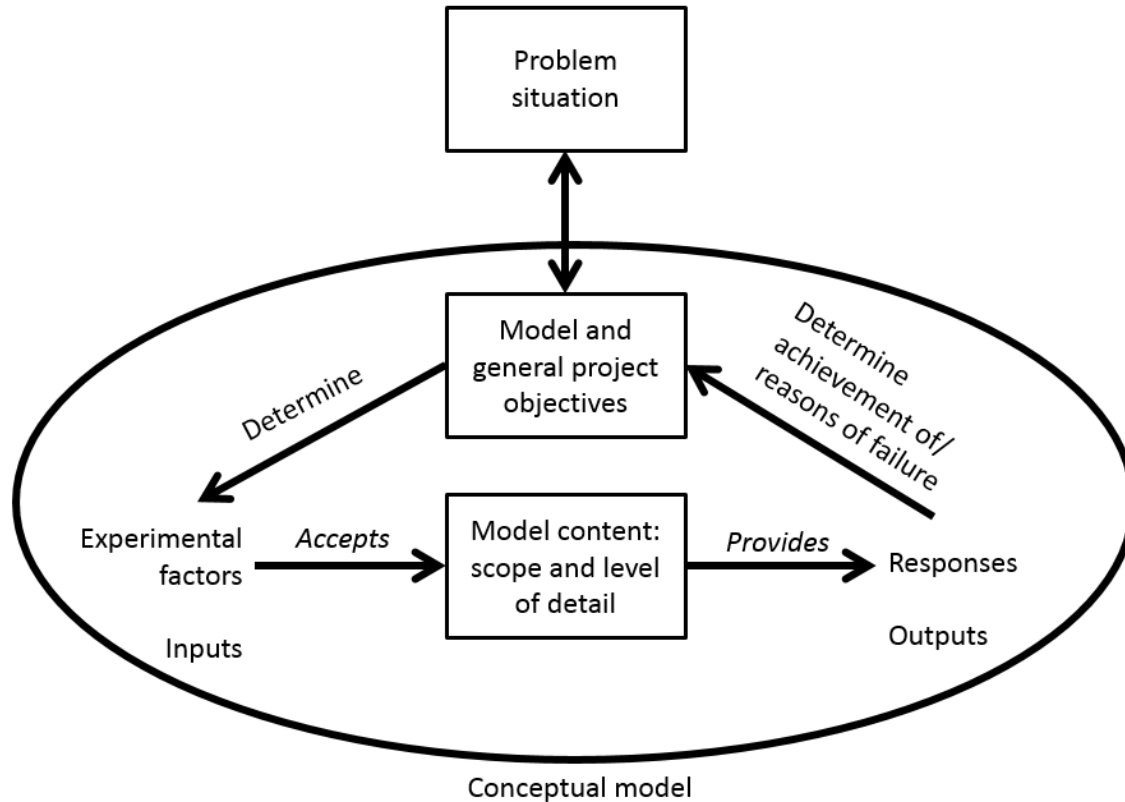 Problem
situation
Model and
general project
objectives
Determine
Determine
achievement of/
reasons of failure
Experimental
factors
Accepts
Model content:
scope and level
of detail
Provides
Responses
Inputs
Outputs
Conceptual model